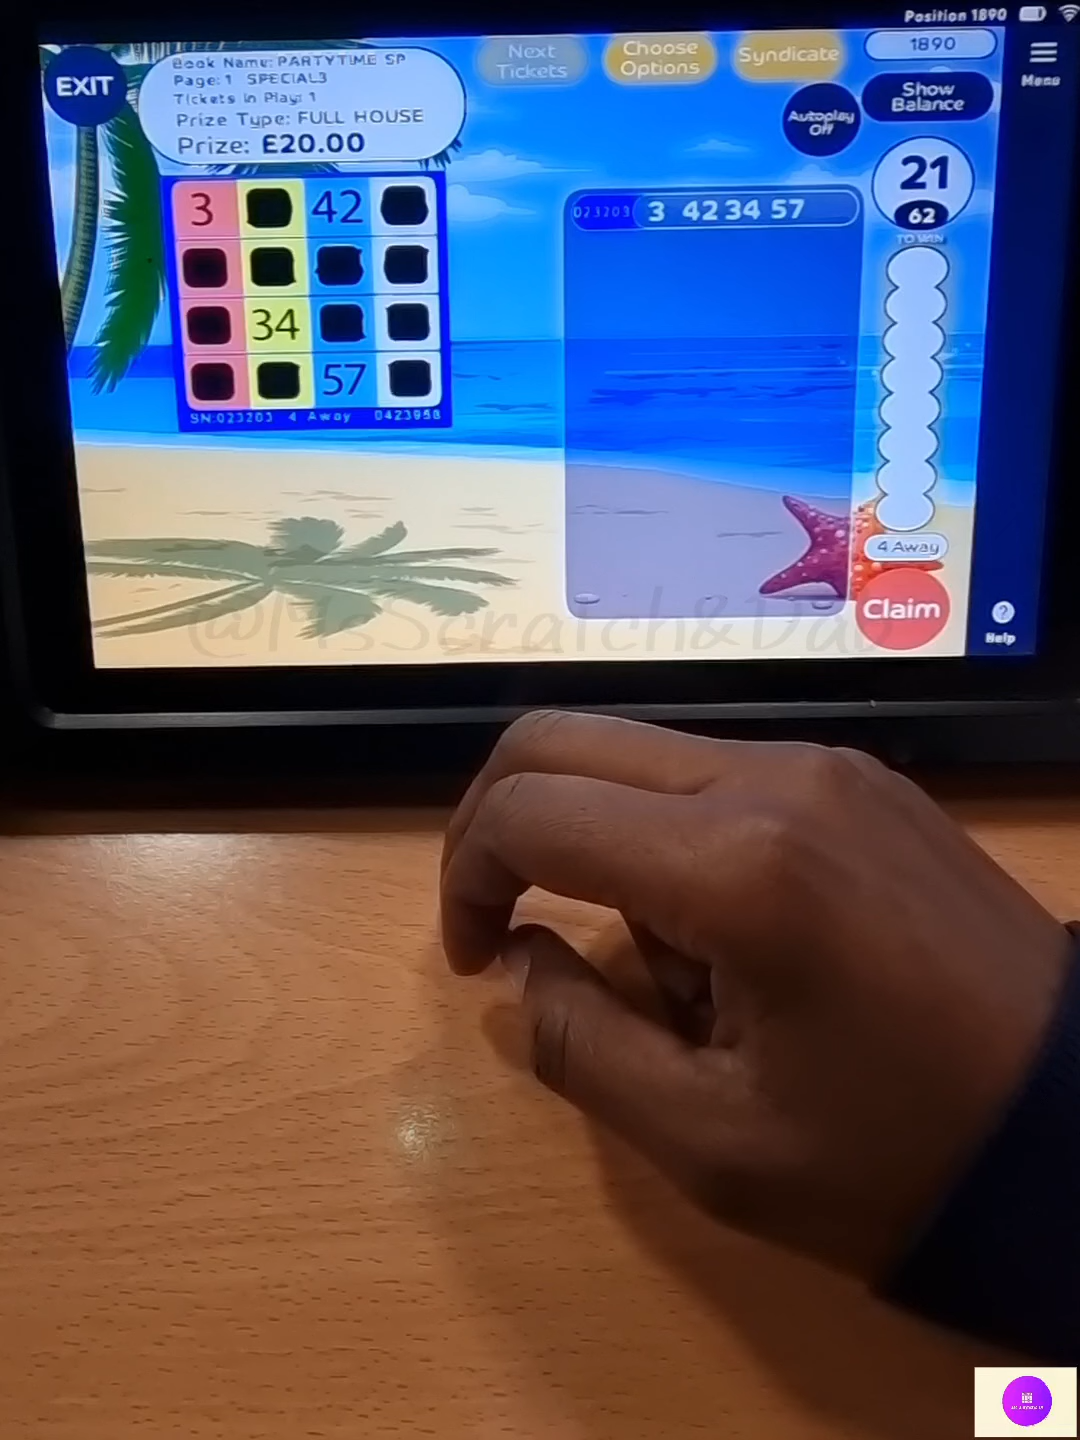 Position 1890
EXIT
Book Name: PARTYTIME SP
Page: 1 SPECIAL3
Tickets in Play: 1
Prize Type: FULL HOUSE
Prize: £20.00
Next
Tickets
Choose
Options
Syndicate
1890
Menu
Show
Balance
Autoplay
Off
21
62
TO WIN
3 42
34
57
SN:023203 4 Away 0423958
023203 3 42 34 57
4 Away
Claim
Help
@MsScratch&Dab